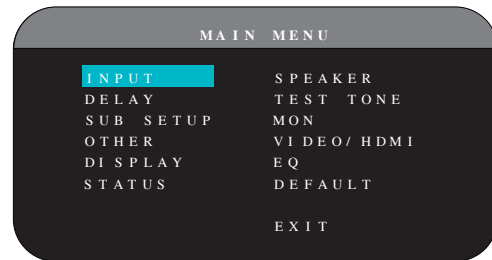 MAIN MENU
INPUT SPEAKER
DELAY TEST TONE
SUB SETUP MON
OTHER VIDEO/HDMI
DISPLAY EQ
STATUS DEFAULT
EXIT